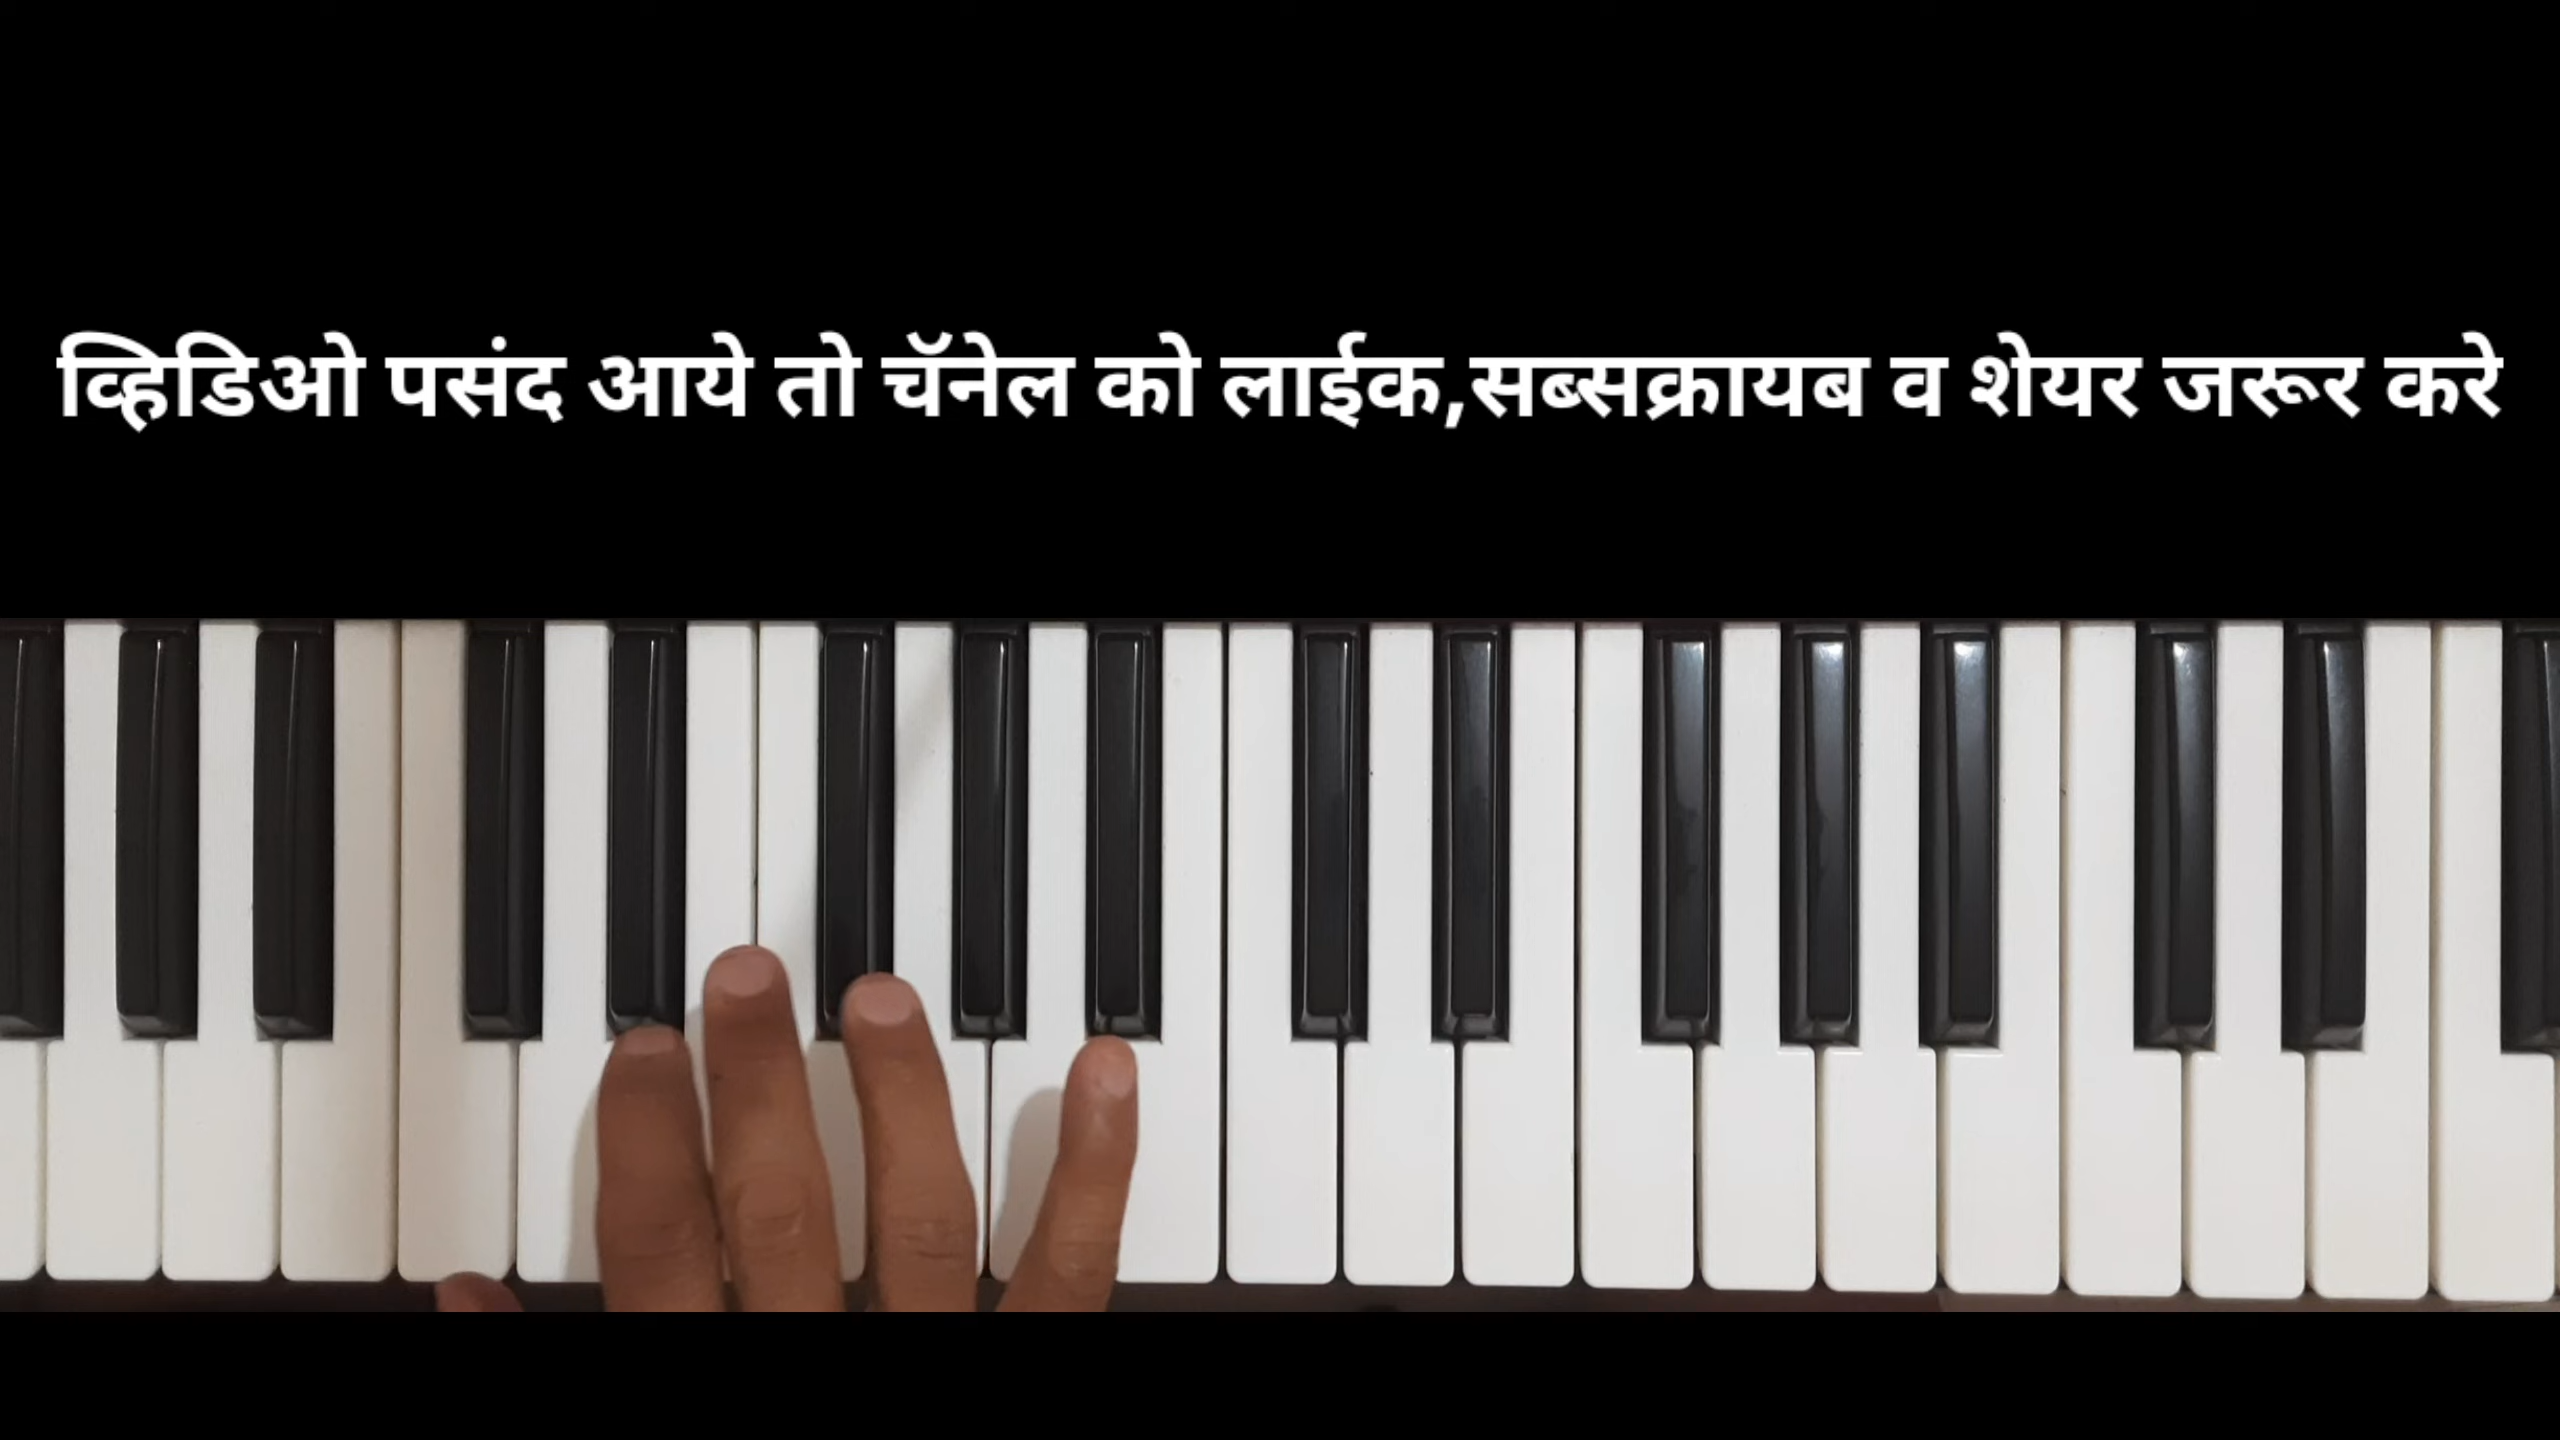 व्हिडिओ पसंद आये तो चॅनेल को लाईक,सब्सक्रायब व शेयर जरूर करे